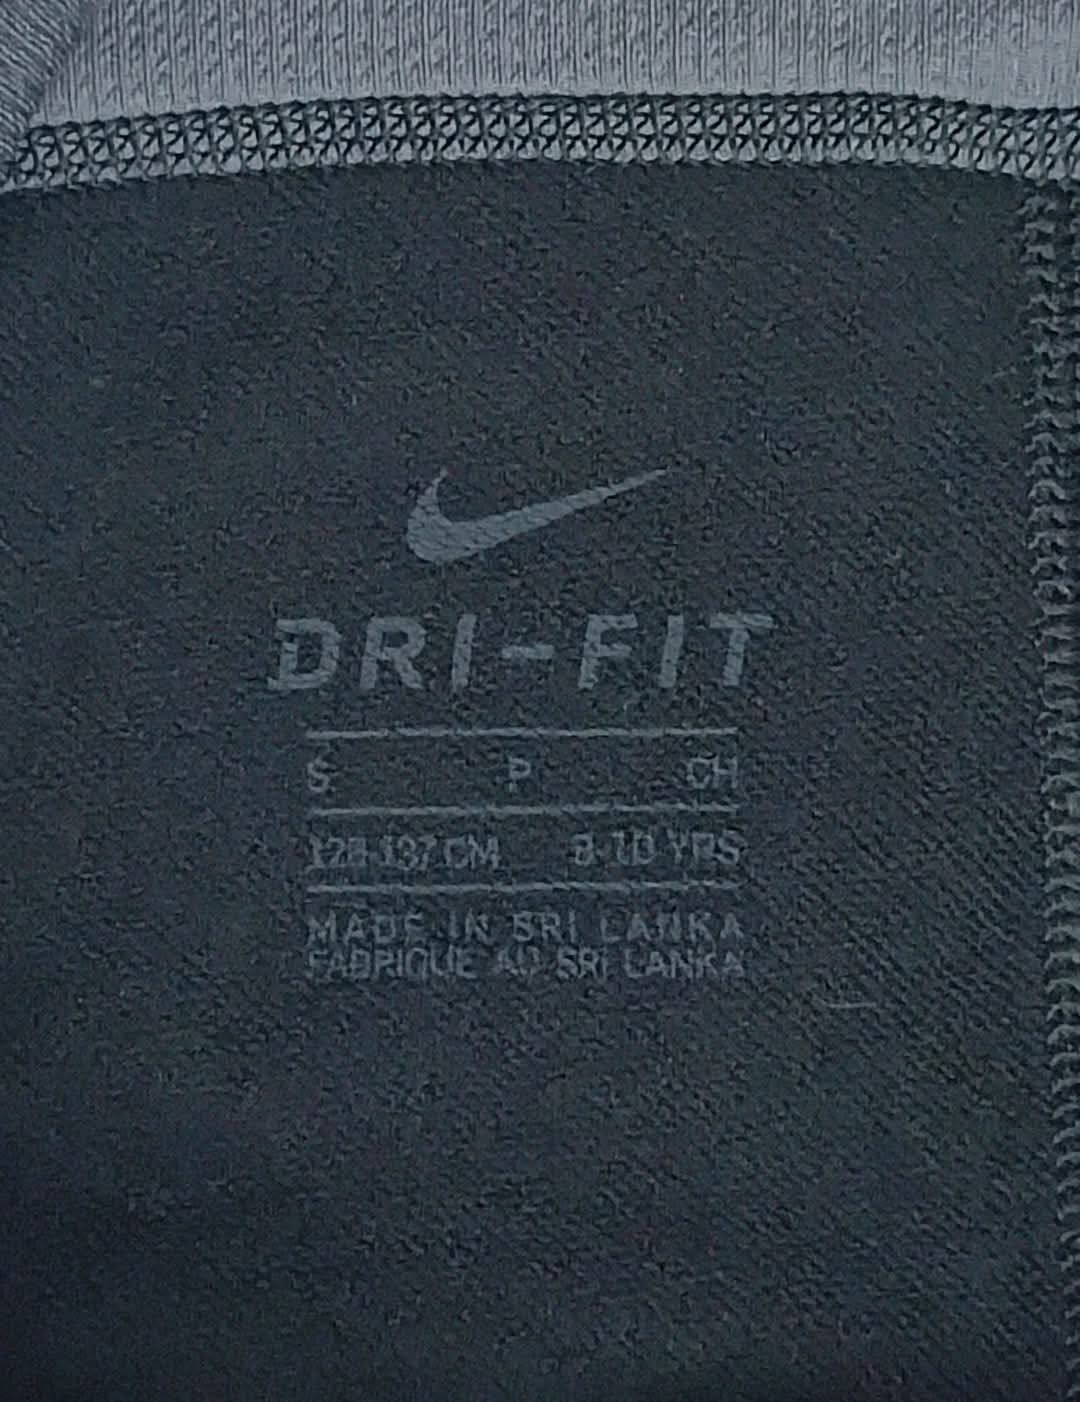 DRI-FIT
S P CH
128-137 CM 8-10 YRS
MADE IN SRI LANKA
FABRIQUE AU SRI LANKA